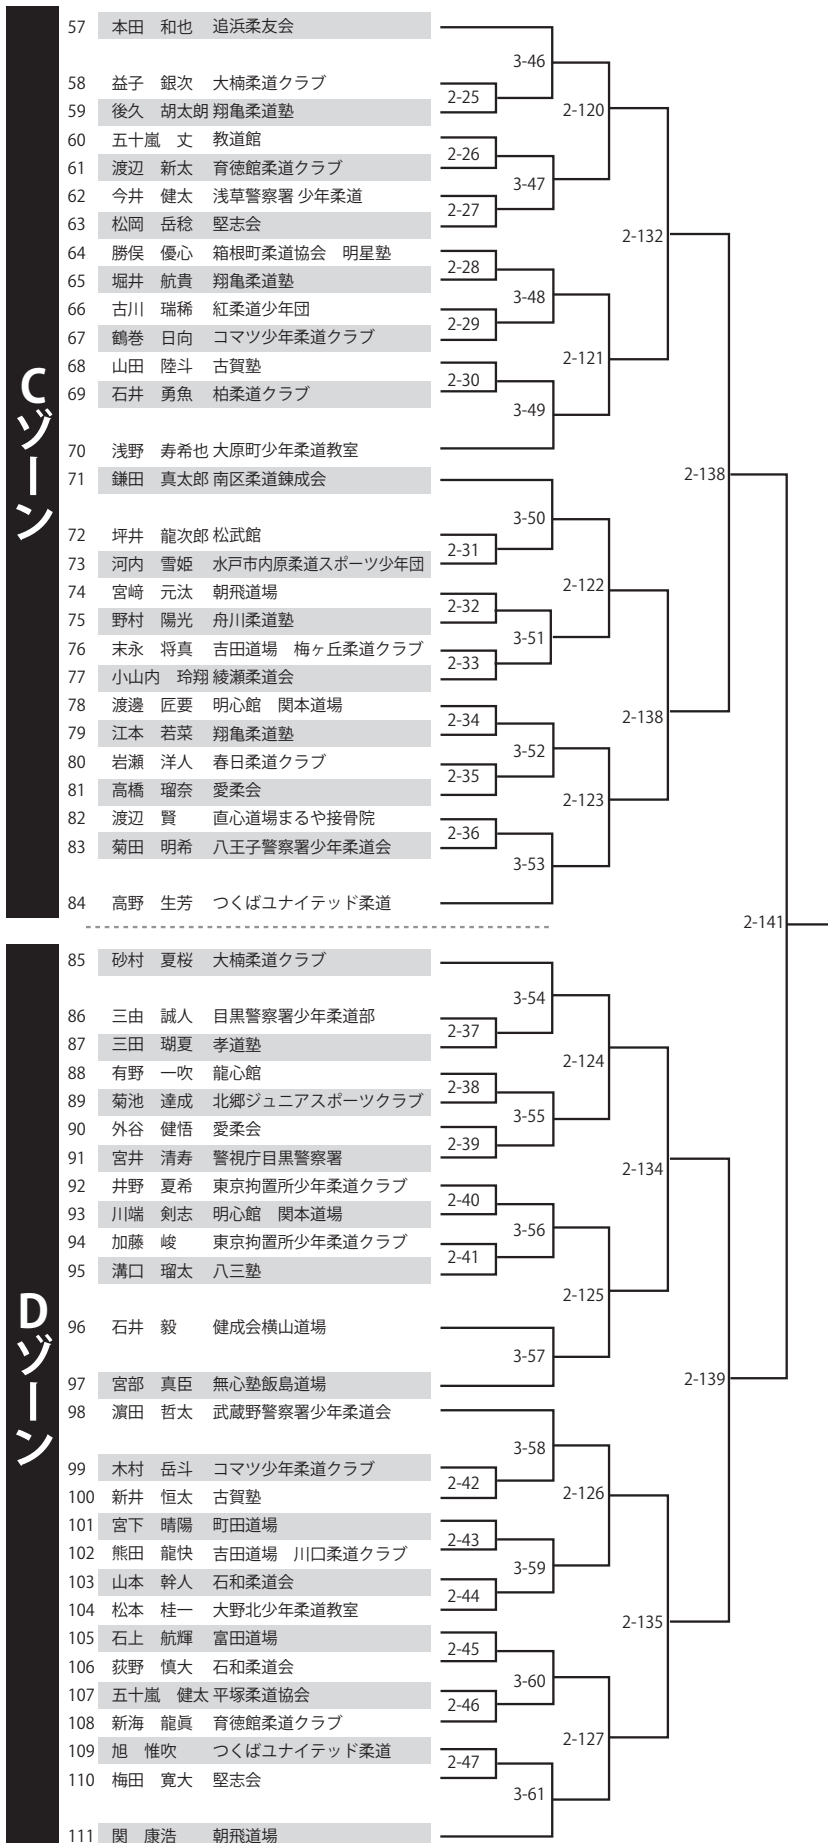 Cゾーン
57 本田 和也 追浜柔友会
58 益子 銀次 大楠柔道クラブ
59 後久 胡太朗 翔亀柔道塾
60 五十嵐 丈 教道館
61 渡辺 新太 育徳館柔道クラブ
62 今井 健太 浅草警察署 少年柔道
63 松岡 岳稔 堅志会
64 勝俣 優心 箱根町柔道協会 明星塾
65 堀井 航貴 翔亀柔道塾
66 古川 瑞稀 紅柔道少年団
67 鶴巻 日向 コマツ少年柔道クラブ
68 山田 陸斗 古賀塾
69 石井 勇魚 柏柔道クラブ
70 浅野 寿希也 大原町少年柔道教室
71 鎌田 真太郎 南区柔道錬成会
72 坪井 龍次郎 松武館
73 河内 雪姫 水戸市内原柔道スポーツ少年団
74 宮﨑 元汰 朝飛道場
75 野村 陽光 舟川柔道塾
76 末永 将真 吉田道場 梅ヶ丘柔道クラブ
77 小山内 玲翔 綾瀬柔道会
78 渡邊 匠要 明心館 関本道場
79 江本 若菜 翔亀柔道塾
80 岩瀬 洋人 春日柔道クラブ
81 高橋 瑠奈 愛柔会
82 渡辺 賢 直心道場まるや接骨院
83 菊田 明希 八王子警察署少年柔道会
84 高野 生芳 つくばユナイテッド柔道
Dゾーン
85 砂村 夏桜 大楠柔道クラブ
86 三由 誠人 目黒警察署少年柔道部
87 三田 瑚夏 孝道塾
88 有野 一吹 龍心館
89 菊池 達成 北郷ジュニアスポーツクラブ
90 外谷 健悟 愛柔会
91 宮井 清寿 警視庁目黒警察署
92 井野 夏希 東京拘置所少年柔道クラブ
93 川端 剣志 明心館 関本道場
94 加藤 峻 東京拘置所少年柔道クラブ
95 溝口 瑠太 八三塾
96 石井 毅 健成会横山道場
97 宮部 真臣 無心塾飯島道場
98 濵田 哲太 武蔵野警察署少年柔道会
99 木村 岳斗 コマツ少年柔道クラブ
100 新井 恒太 古賀塾
101 宮下 晴陽 町田道場
102 熊田 龍快 吉田道場 川口柔道クラブ
103 山本 幹人 石和柔道会
104 松本 桂一 大野北少年柔道教室
105 石上 航輝 富田道場
106 荻野 慎大 石和柔道会
107 五十嵐 健太 平塚柔道協会
108 新海 龍眞 育徳館柔道クラブ
109 旭 惟吹 つくばユナイテッド柔道
110 梅田 寛大 堅志会
111 関 康浩 朝飛道場
2-25
2-26
2-27
2-28
2-29
2-30
2-31
2-32
2-33
2-34
2-35
2-36
2-37
2-38
2-39
2-40
2-41
2-42
2-43
2-44
2-45
2-46
2-47
3-46
3-47
3-48
3-49
3-50
3-51
3-52
3-53
3-54
3-55
3-56
3-57
3-58
3-59
3-60
3-61
2-120
2-121
2-122
2-123
2-124
2-125
2-126
2-127
2-132
2-138
2-134
2-135
2-138
2-139
2-141